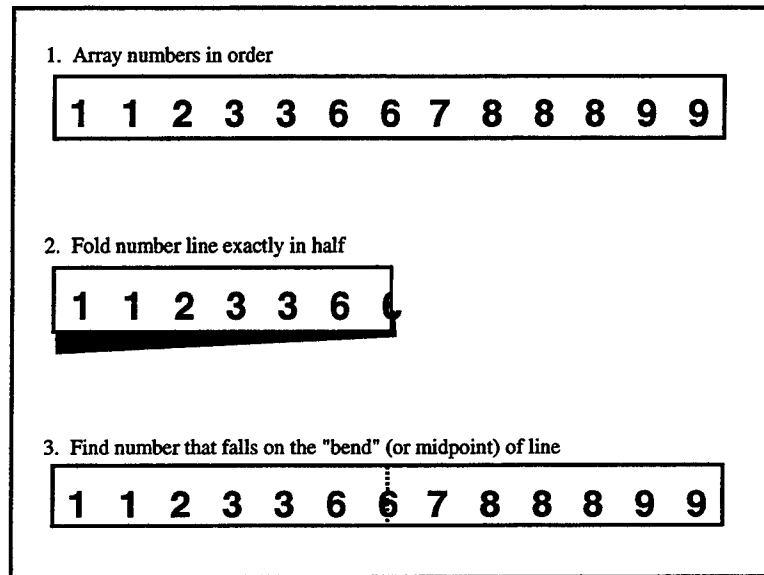 1. Array numbers in order
1 1 2 3 3 6 6 7 8 8 8 9 9
2. Fold number line exactly in half
1 1 2 3 3 6
3. Find number that falls on the "bend" (or midpoint) of line
1 1 2 3 3 6 6 7 8 8 8 9 9